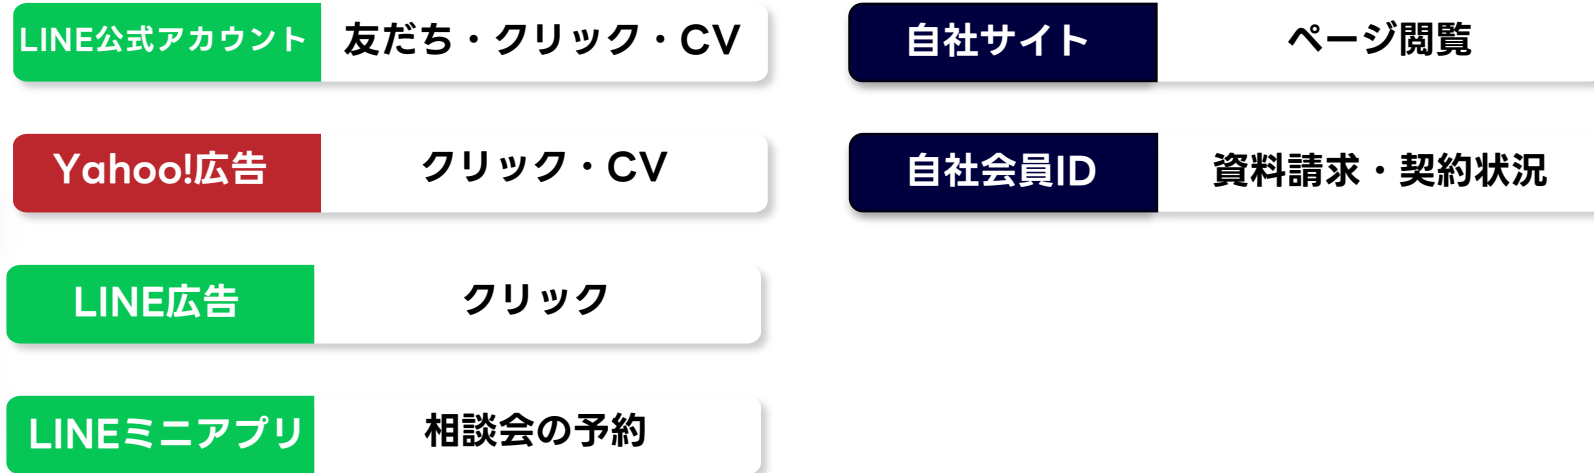 LINE公式アカウント 友だち・クリック・CV
Yahoo!広告 クリック・CV
LINE広告 クリック
LINEミニアプリ 相談会の予約
自社サイト ページ閲覧
自社会員ID 資料請求・契約状況